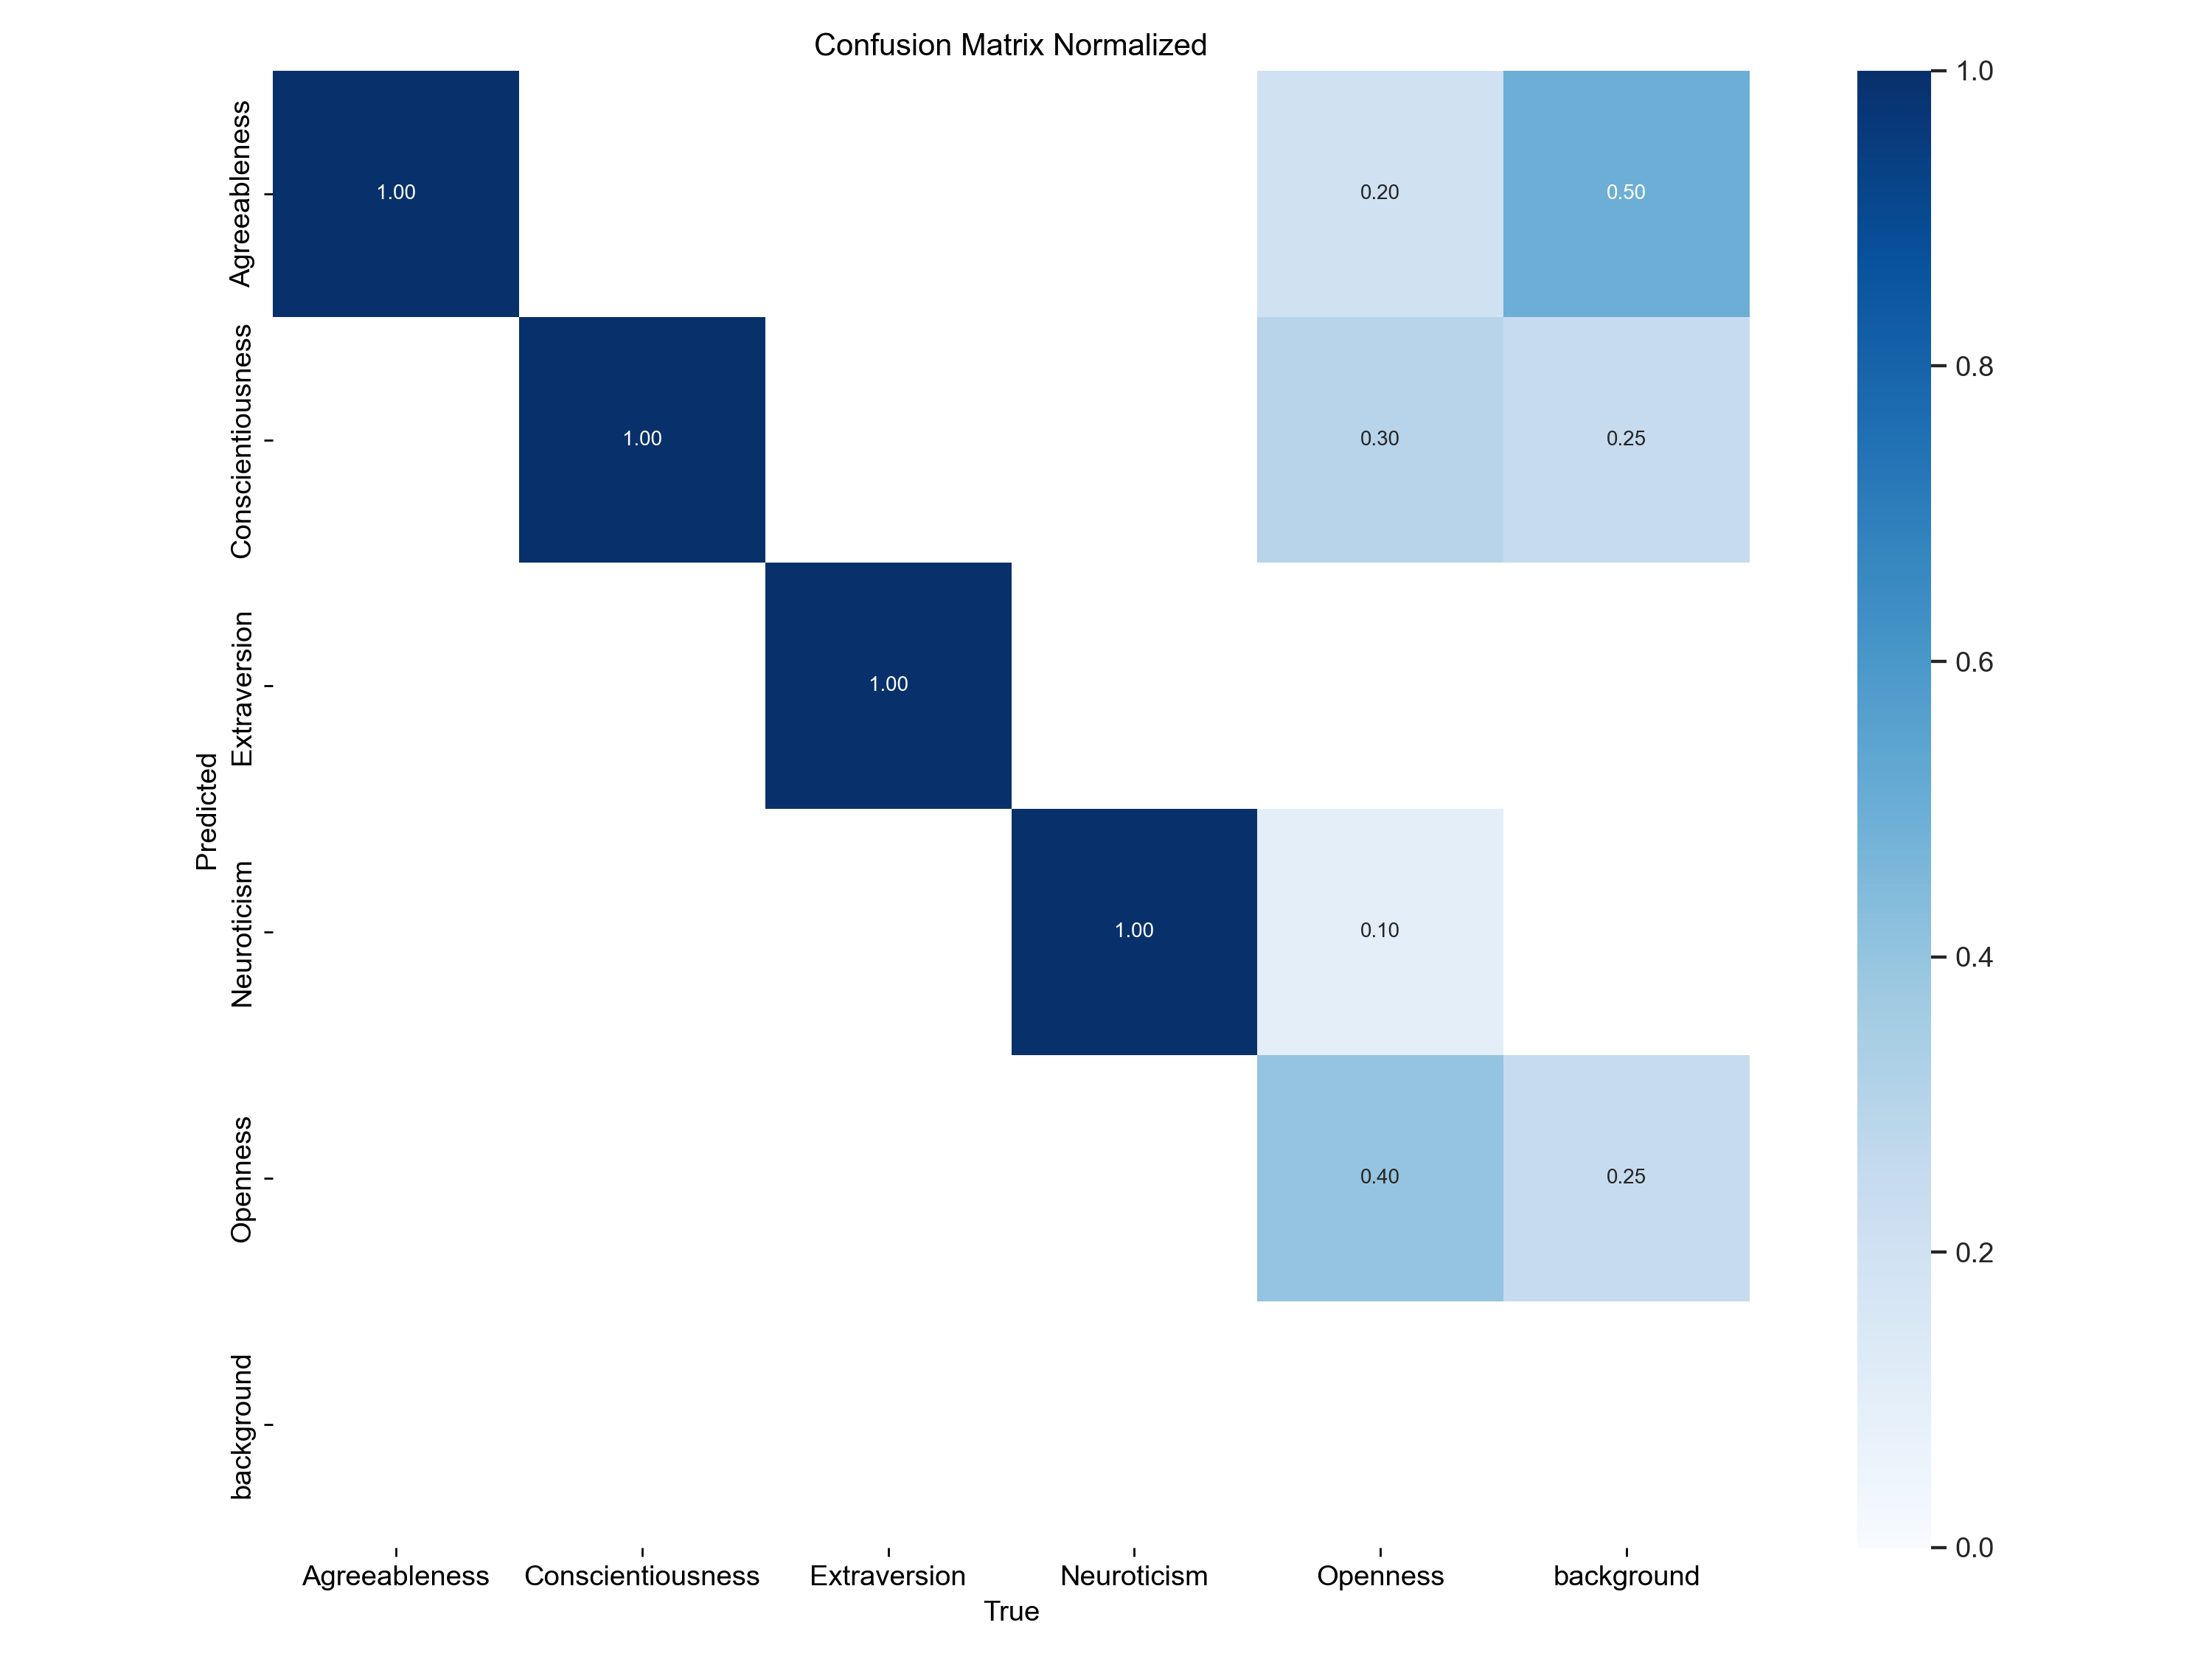 Confusion Matrix Normalized
Agreeableness
1.00
0.20
0.50
Conscientiousness
1.00
0.30
0.25
Extraversion
1.00
Neuroticism
1.00
0.10
Openness
0.40
0.25
background
Predicted
Agreeableness
Conscientiousness
Extraversion
Neuroticism
Openness
background
True
1.0
0.8
0.6
0.4
0.2
0.0